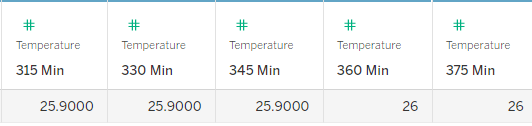 # # # # #
Temperature Temperature Temperature Temperature Temperature
315 Min 330 Min 345 Min 360 Min 375 Min
25.9000 25.9000 25.9000 26 26